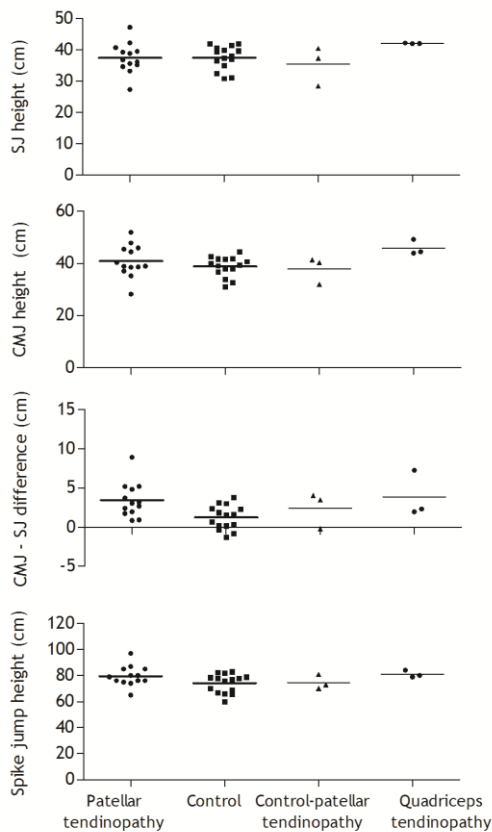 SJ height (cm)
50
40
30
20
10
0
CMJ height (cm)
60
40
20
0
CMJ - SJ difference (cm)
15
10
5
0
-5
Spike jump height (cm)
120
100
80
60
40
20
0
Patellar tendinopathy
Control
Control-patellar tendinopathy
Quadriceps tendinopathy